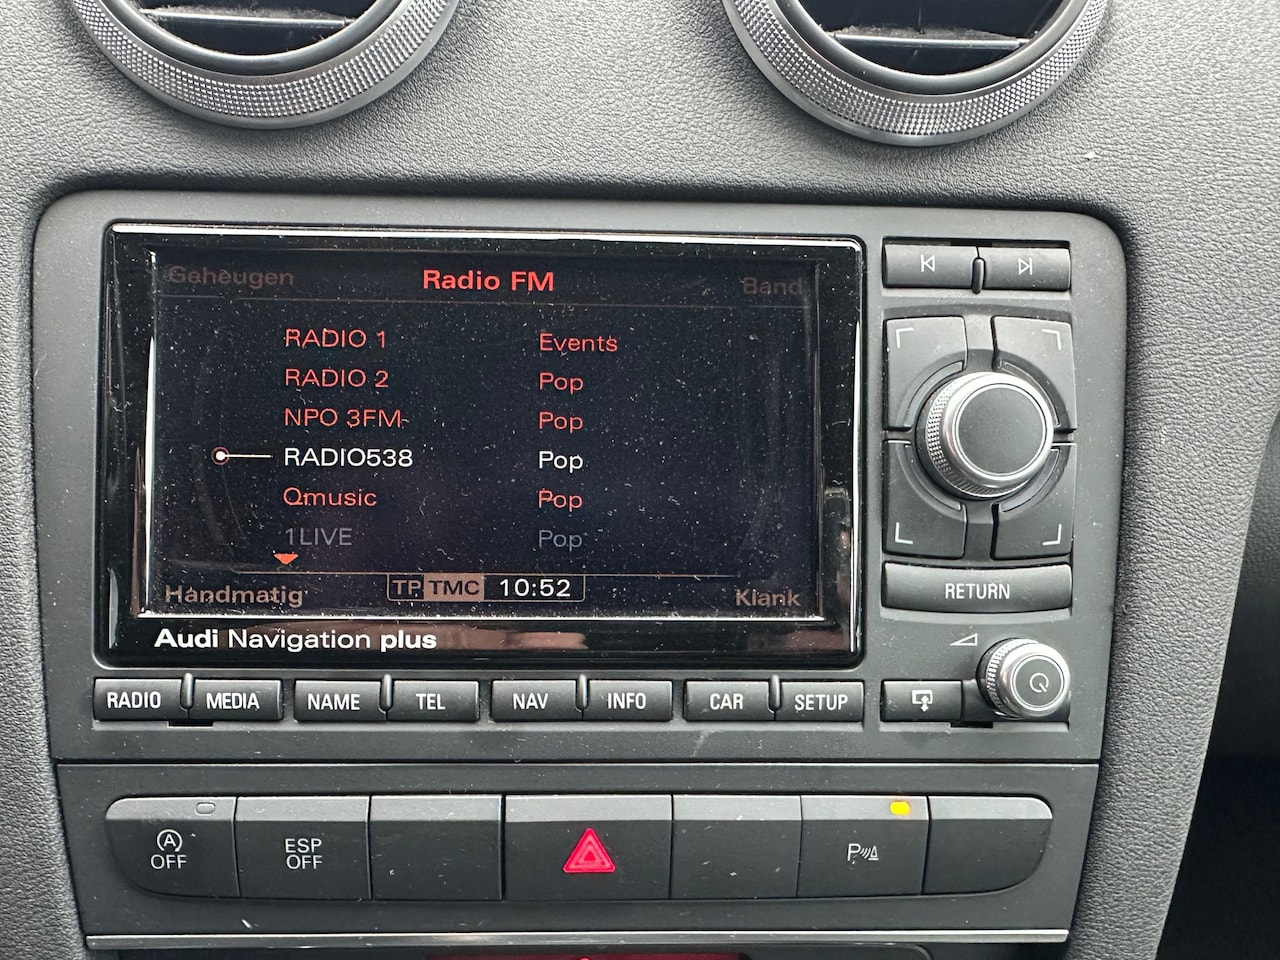 Geheugen Radio FM Band
RADIO 1 Events
RADIO 2 Pop
NPO 3FM Pop
RADIO538 Pop
Qmusic Pop
1LIVE Pop
Handmatig TP TMC 10:52 Klank
Audi Navigation plus
RETURN
RADIO MEDIA NAME TEL NAV INFO CAR SETUP
A OFF
ESP OFF
P